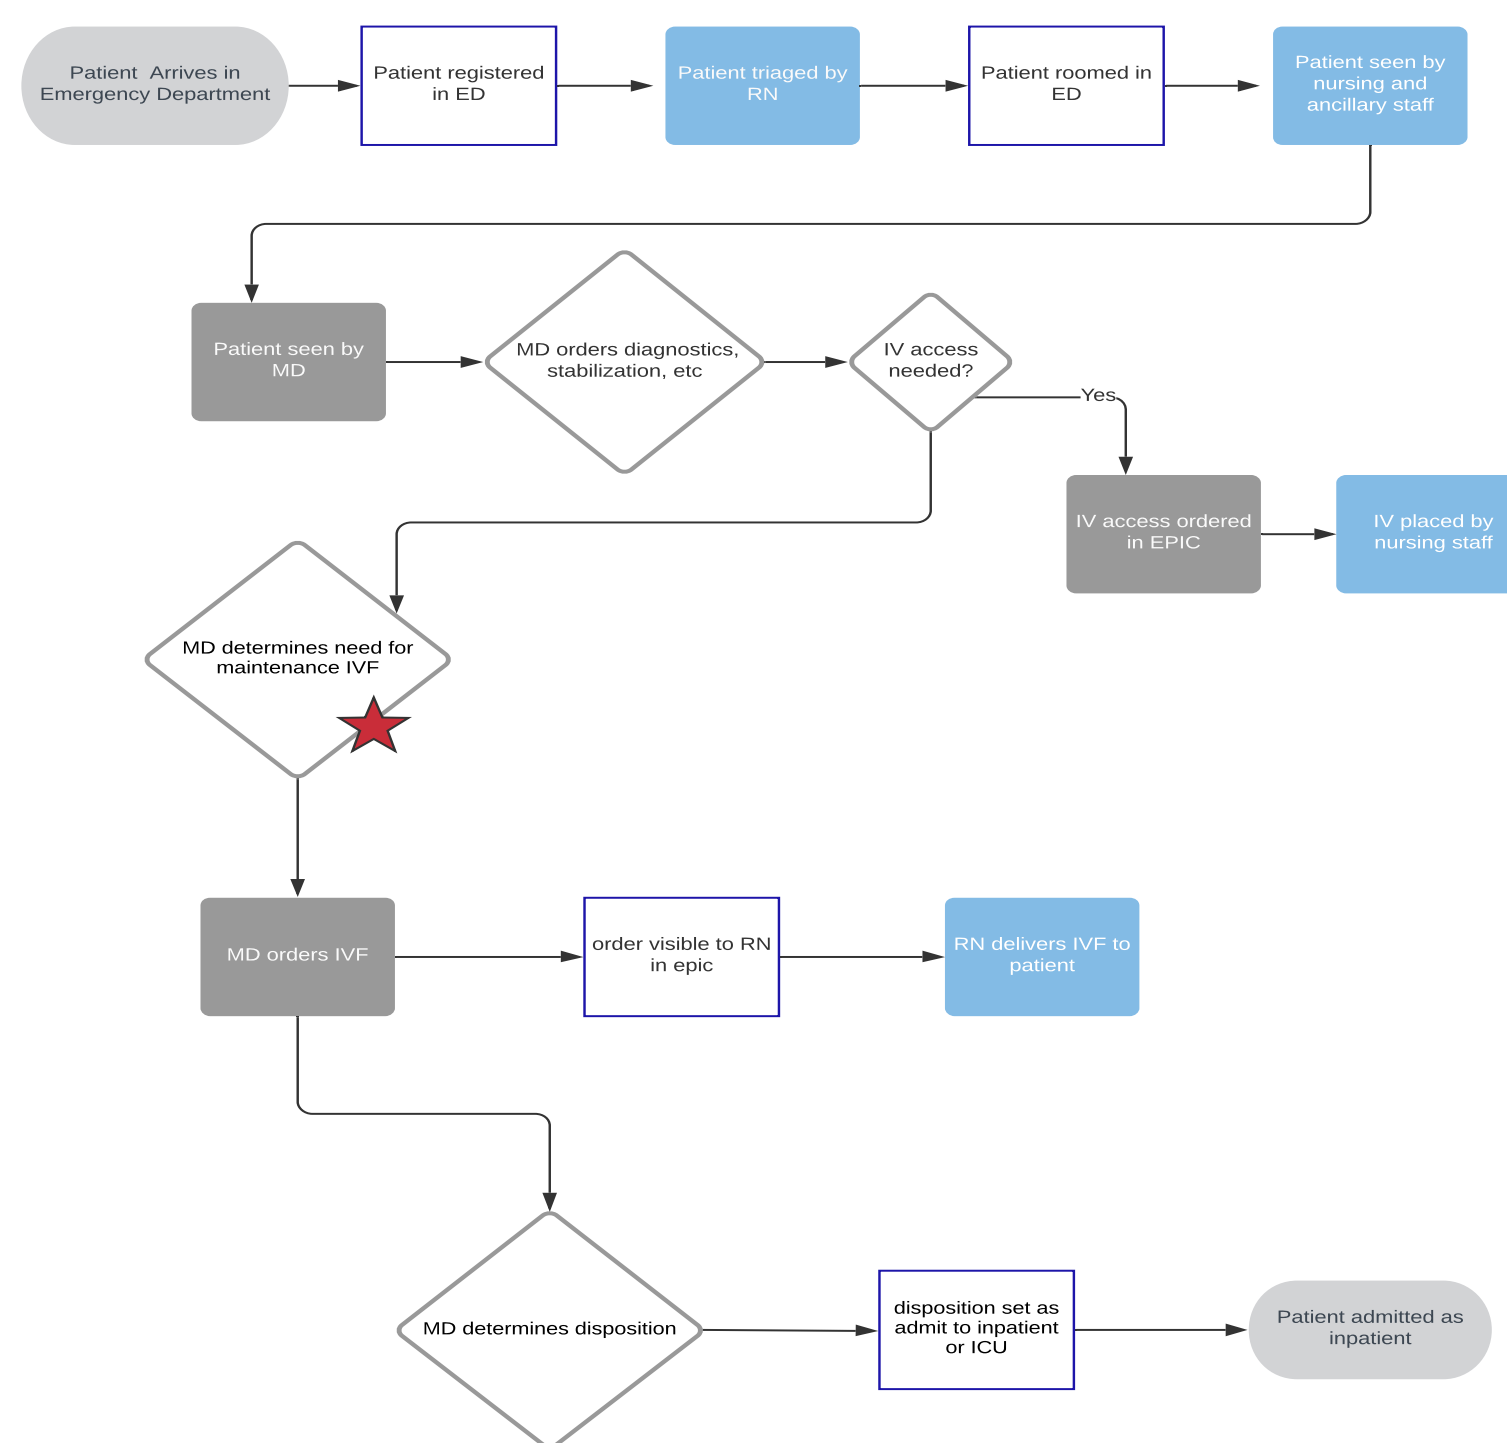 Patient  Arrives in
Emergency Department
Patient registered
in ED
Patient triaged by
RN
Patient roomed in
ED
Patient seen by
nursing and
ancillary staff
Patient seen by
MD
MD orders diagnostics,
stabilization, etc
IV access
needed?
Yes
IV access ordered
in EPIC
IV placed by
nursing staff
MD determines need for
maintenance IVF
MD orders IVF
order visible to RN
in epic
RN delivers IVF to
patient
MD determines disposition
disposition set as
admit to inpatient
or ICU
Patient admitted as
inpatient